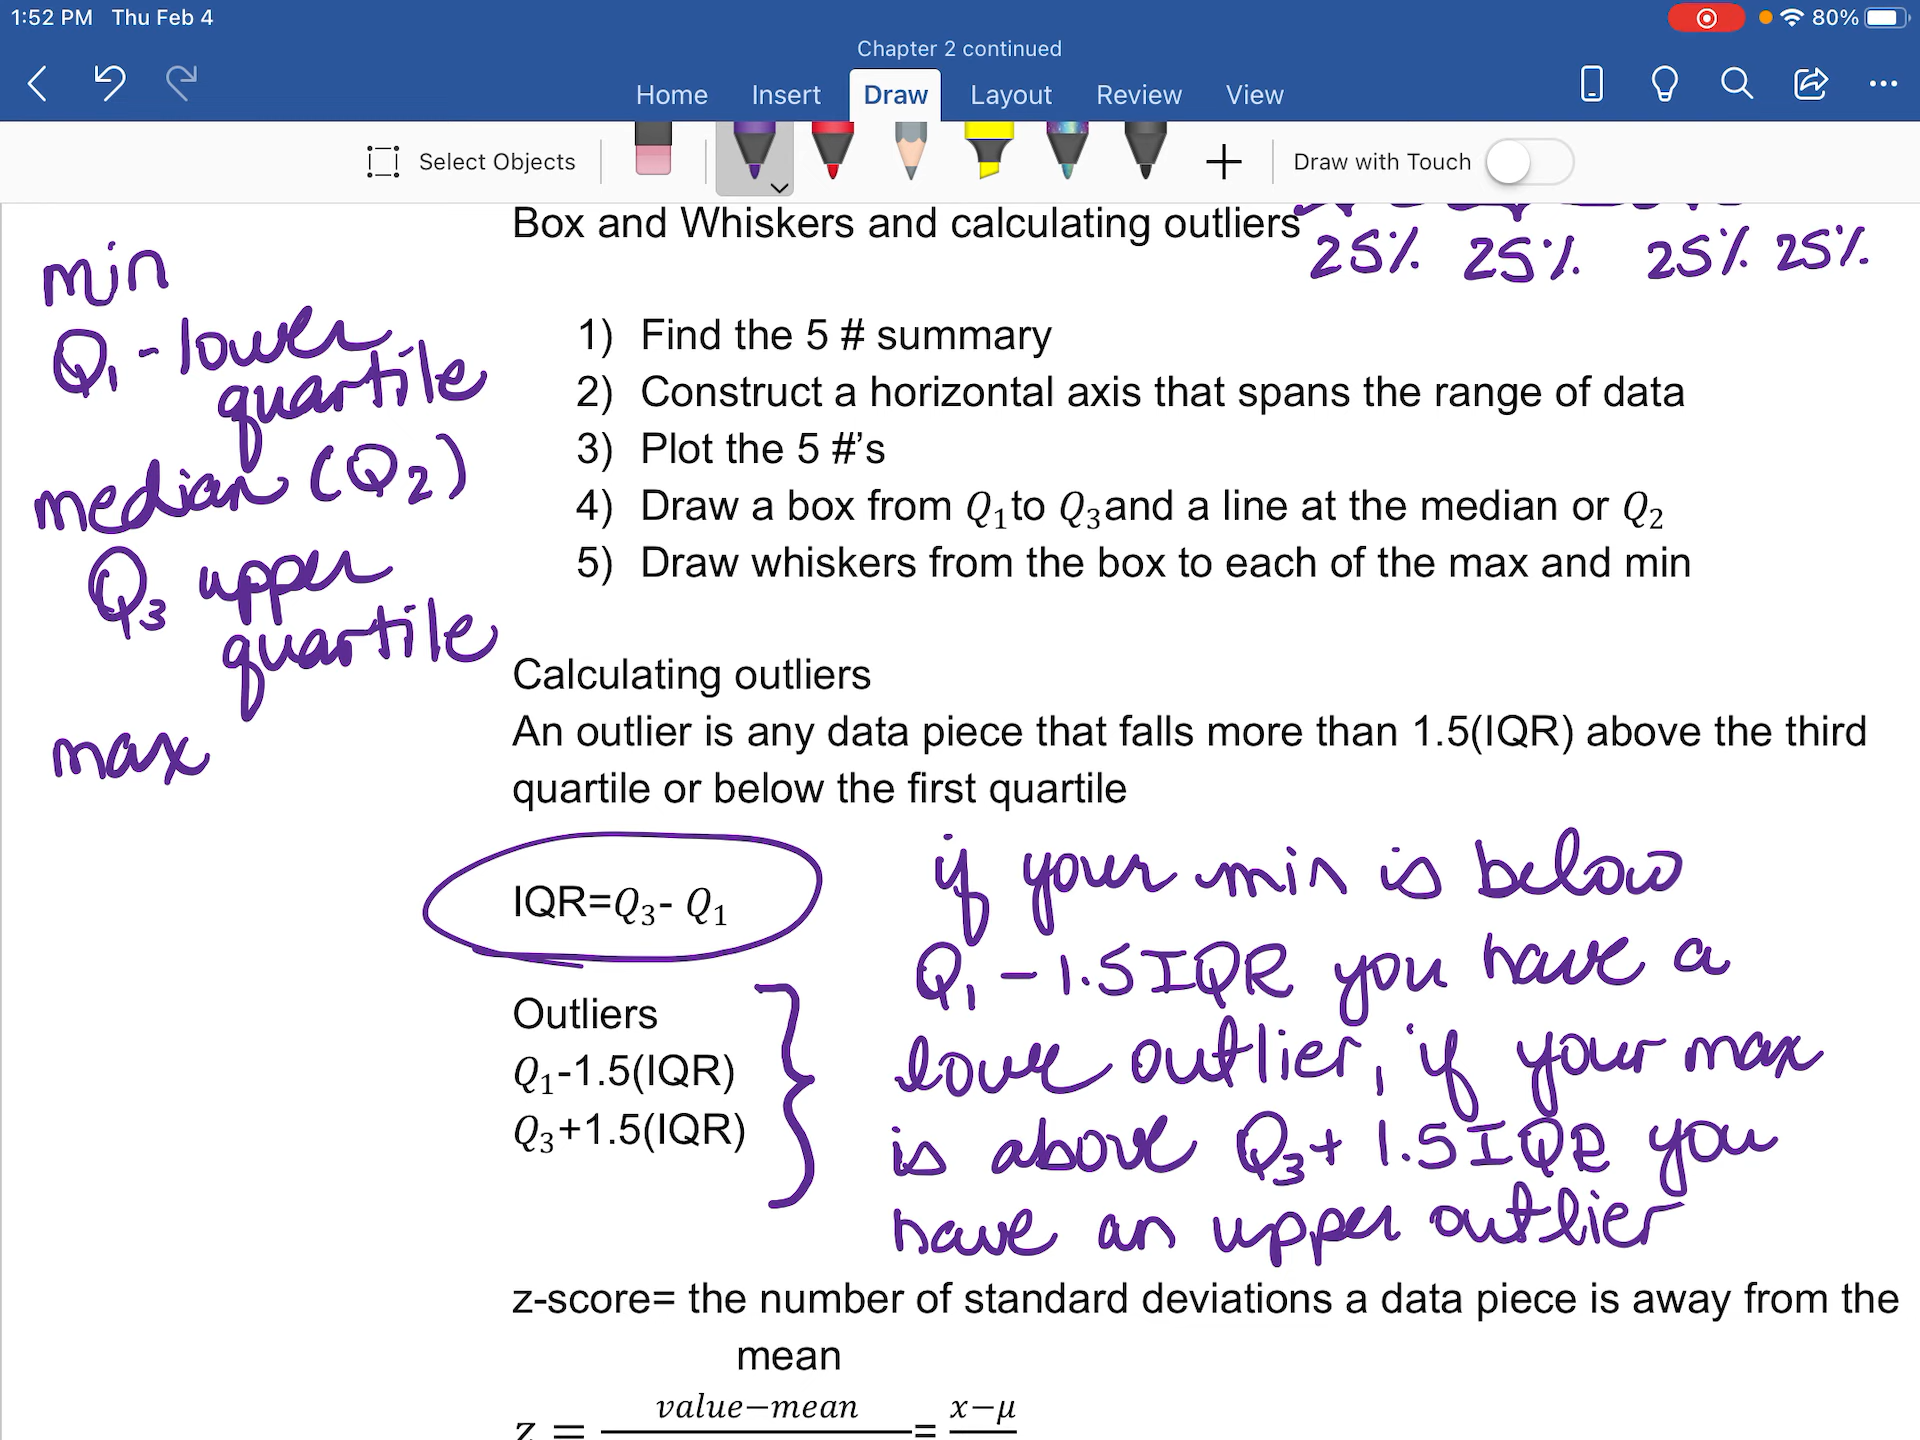 1:52 PM Thu Feb 4
80%
Chapter 2 continued
Home Insert Draw Layout Review View
Select Objects
Draw with Touch
Box and Whiskers and calculating outliers
25% 25% 25% 25%
min
Q1 - lower
quartile
median (Q2)
Q3 upper
quartile
max
1) Find the 5 # summary
2) Construct a horizontal axis that spans the range of data
3) Plot the 5 #’s
4) Draw a box from Q1to Q3and a line at the median or Q2
5) Draw whiskers from the box to each of the max and min
Calculating outliers
An outlier is any data piece that falls more than 1.5(IQR) above the third
quartile or below the first quartile
IQR=Q3- Q1
Outliers
Q1-1.5(IQR)
Q3+1.5(IQR)
if your min is below
Q1 - 1.5IQR you have a
lower outlier, if your max
is above Q3+ 1.5IQR you
have an upper outlier
z-score= the number of standard deviations a data piece is away from the
mean
z = value−mean = x−μ